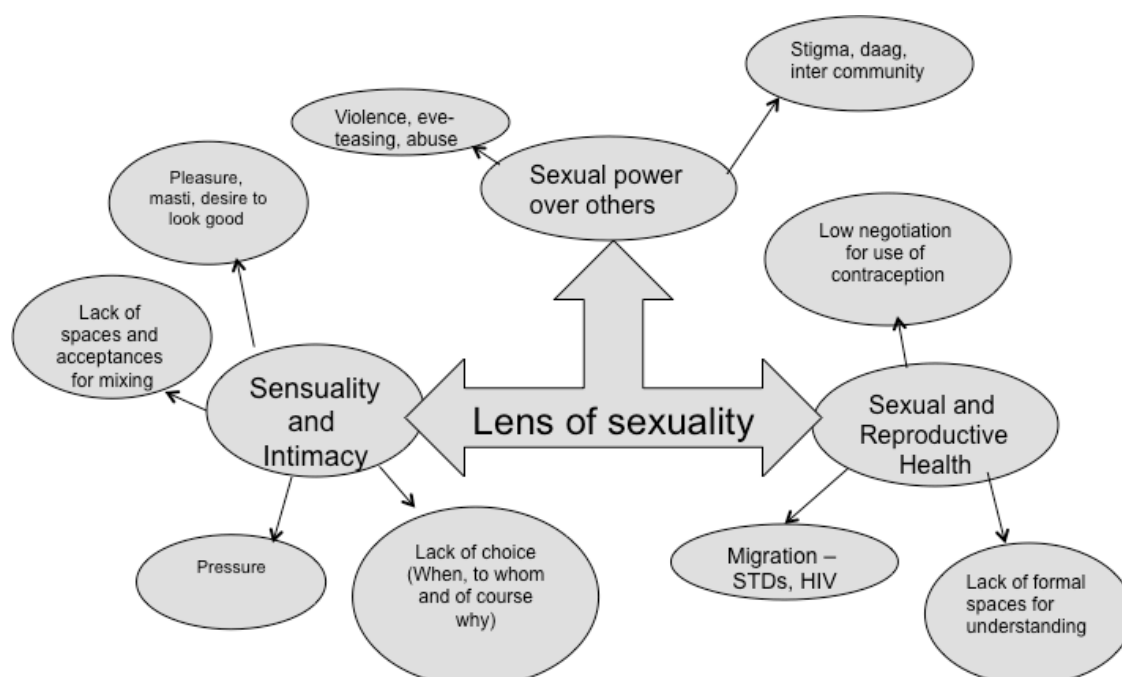 Stigma, daag,
inter community
Violence, eve-
teasing, abuse
Sexual power
over others
Pleasure,
masti, desire to
look good
Low negotiation
for use of
contraception
Lack of
spaces and
acceptances
for mixing
Sensuality
and
Intimacy
Lens of sexuality
Sexual and
Reproductive
Health
Pressure
Lack of choice
(When, to whom
and of course
why)
Migration –
STDs, HIV
Lack of formal
spaces for
understanding